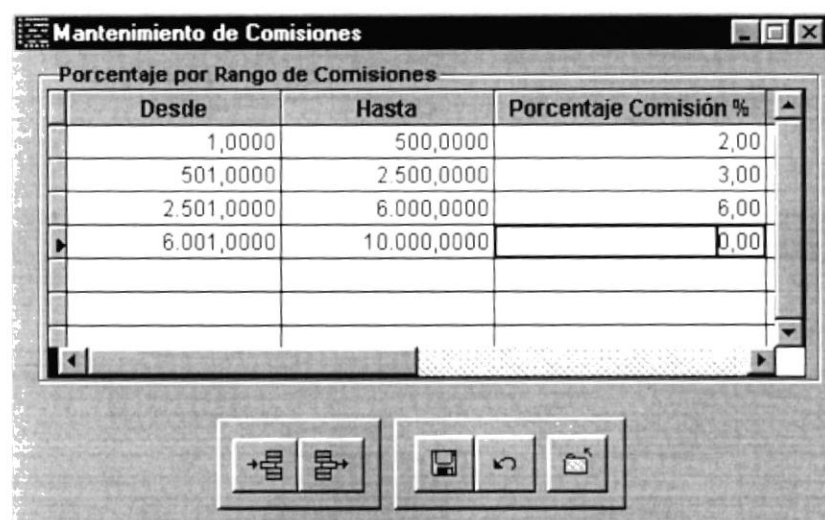 Mantenimiento de Comisiones
Porcentaje por Rango de Comisiones
Desde Hasta Porcentaje Comisión %
1,0000 500,0000 2,00
501,0000 2.500,0000 3,00
2.501,0000 6.000,0000 6,00
6.001,0000 10.000,0000 0,00